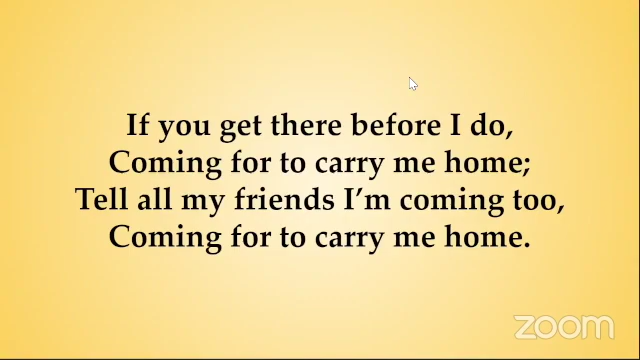 If you get there before I do,
Coming for to carry me home;
Tell all my friends I’m coming too,
Coming for to carry me home.
zoom